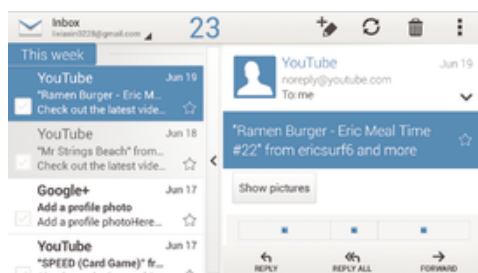 Inbox
23
This week
YouTube Jun 19
"Ramen Burger - Eric M...
Check out the latest vide...
YouTube Jun 18
"Mr Strings Beach" from...
Check out the latest vide...
Google+ Jun 17
Add a profile photo
Add a profile photoHere...
YouTube Jun 17
"SPEED (Card Game)" fr...
YouTube Jun 19
noreply@youtube.com
To: me
"Ramen Burger - Eric Meal Time
#22" from ericsurf6 and more
Show pictures
REPLY
REPLY ALL
FORWARD